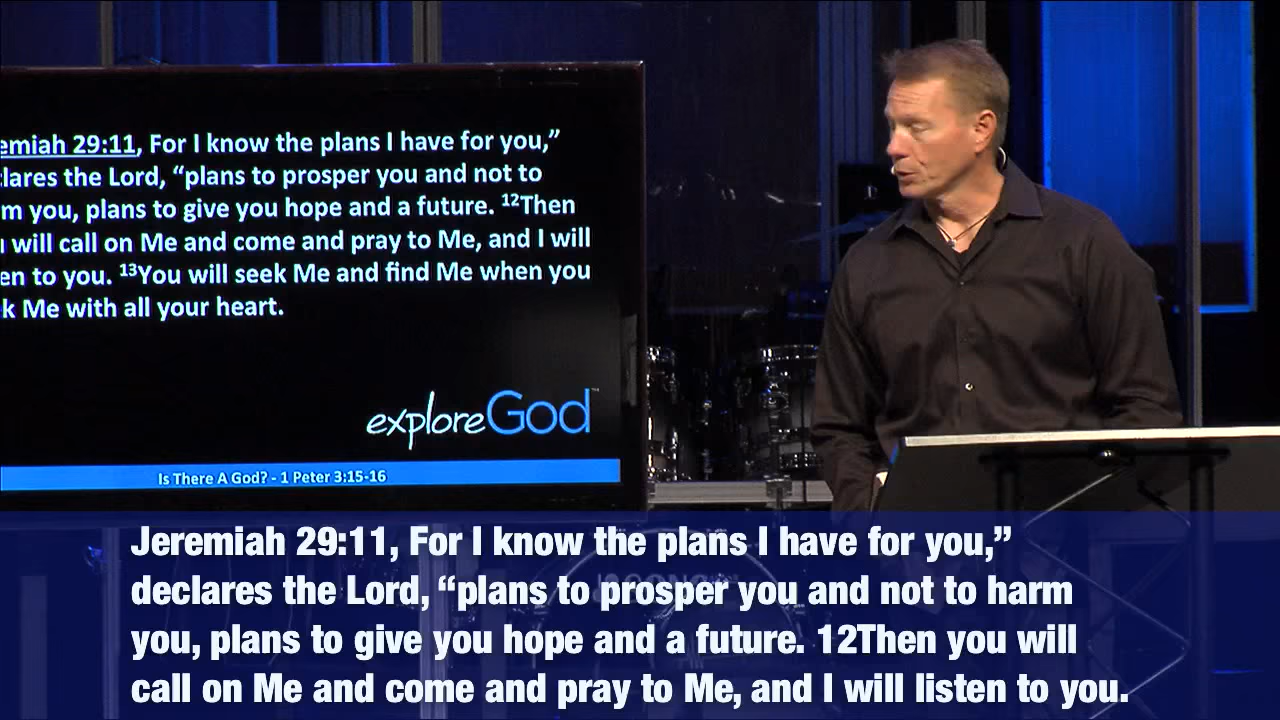 emiah 29:11, For I know the plans I have for you,”
lares the Lord, “plans to prosper you and not to
m you, plans to give you hope and a future. ¹²Then
will call on Me and come and pray to Me, and I will
en to you. ¹³You will seek Me and find Me when you
k Me with all your heart.
exploreGod™
Is There A God? - 1 Peter 3:15-16
Jeremiah 29:11, For I know the plans I have for you,”
declares the Lord, “plans to prosper you and not to harm
you, plans to give you hope and a future. 12Then you will
call on Me and come and pray to Me, and I will listen to you.